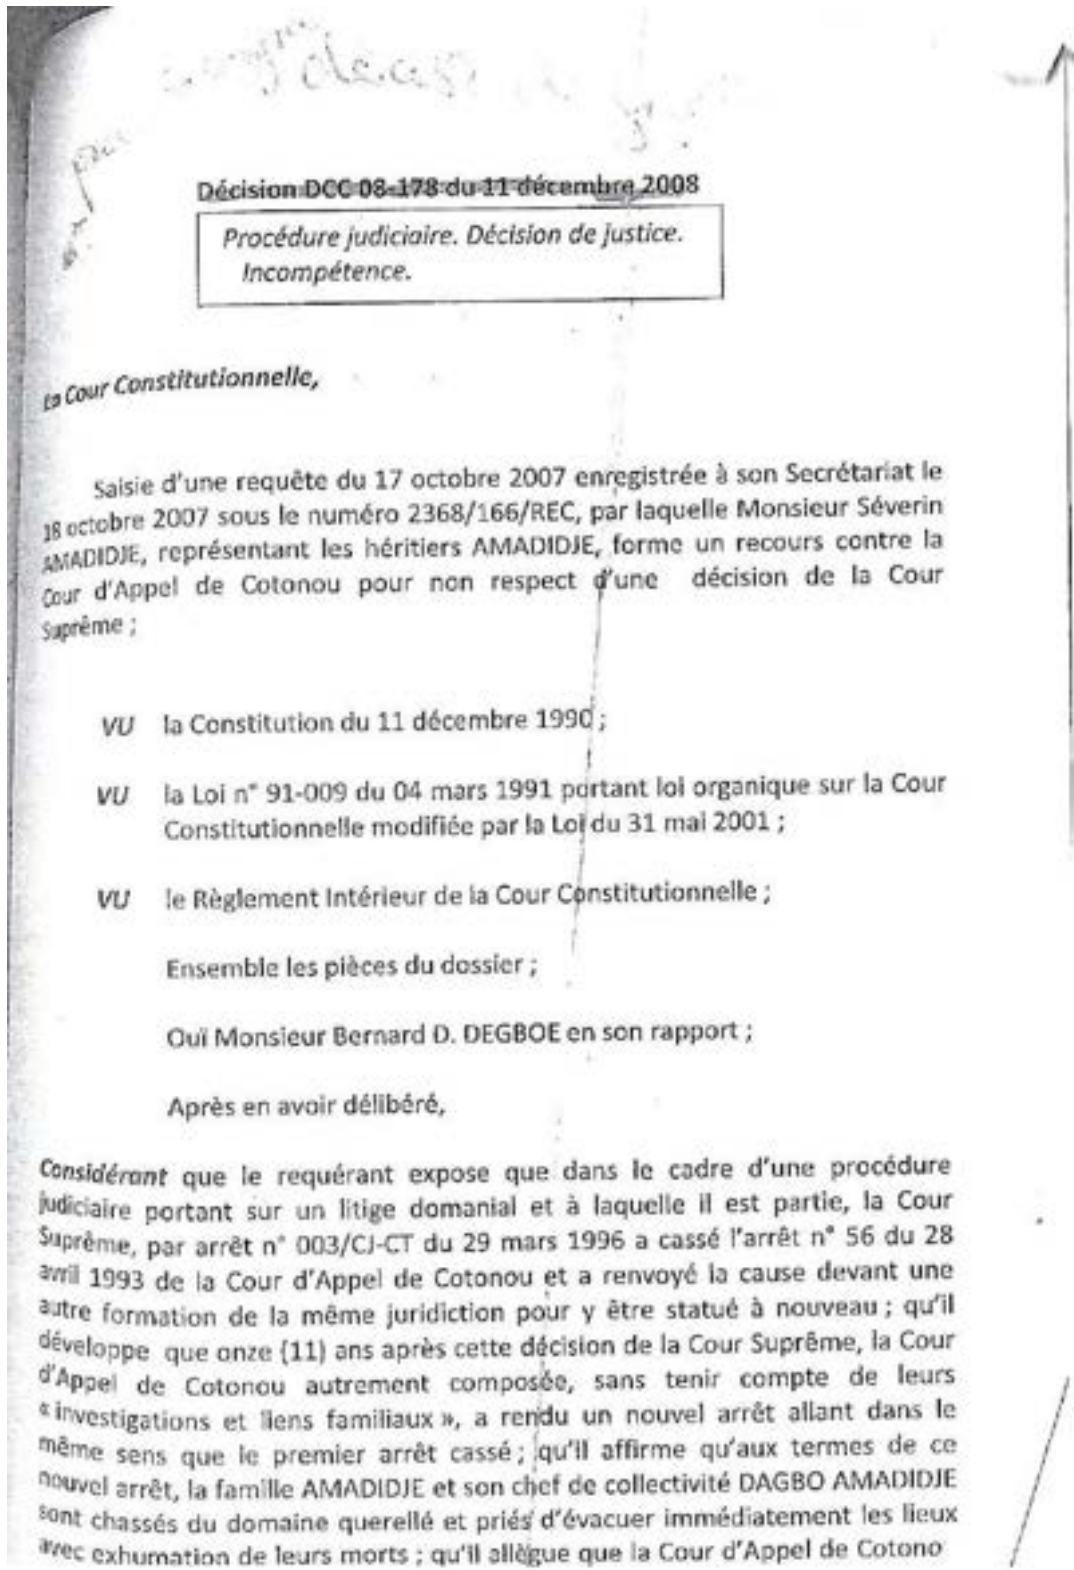 Décision DCC 08-178 du 11 décembre 2008
Procédure judiciaire. Décision de justice.
Incompétence.
La Cour Constitutionnelle,
Saisie d'une requête du 17 octobre 2007 enregistrée à son Secrétariat le
18 octobre 2007 sous le numéro 2368/166/REC, par laquelle Monsieur Séverin
AMADIDJE, représentant les héritiers AMADIDJE, forme un recours contre la
Cour d'Appel de Cotonou pour non respect d'une décision de la Cour
Suprême ;
VU la Constitution du 11 décembre 1990 ;
VU la Loi n° 91-009 du 04 mars 1991 portant loi organique sur la Cour
Constitutionnelle modifiée par la Loi du 31 mai 2001 ;
VU le Règlement Intérieur de la Cour Constitutionnelle ;
Ensemble les pièces du dossier ;
Ouï Monsieur Bernard D. DEGBOE en son rapport ;
Après en avoir délibéré,
Considérant que le requérant expose que dans le cadre d'une procédure
judiciaire portant sur un litige domanial et à laquelle il est partie, la Cour
Suprême, par arrêt n° 003/CJ-CT du 29 mars 1996 a cassé l'arrêt n° 56 du 28
avril 1993 de la Cour d'Appel de Cotonou et a renvoyé la cause devant une
autre formation de la même juridiction pour y être statué à nouveau ; qu'il
développe que onze (11) ans après cette décision de la Cour Suprême, la Cour
d'Appel de Cotonou autrement composée, sans tenir compte de leurs
« investigations et liens familiaux », a rendu un nouvel arrêt allant dans le
même sens que le premier arrêt cassé ; qu'il affirme qu'aux termes de ce
nouvel arrêt, la famille AMADIDJE et son chef de collectivité DAGBO AMADIDJE
sont chassés du domaine querellé et priés d'évacuer immédiatement les lieux
avec exhumation de leurs morts ; qu'il allègue que la Cour d'Appel de Cotono